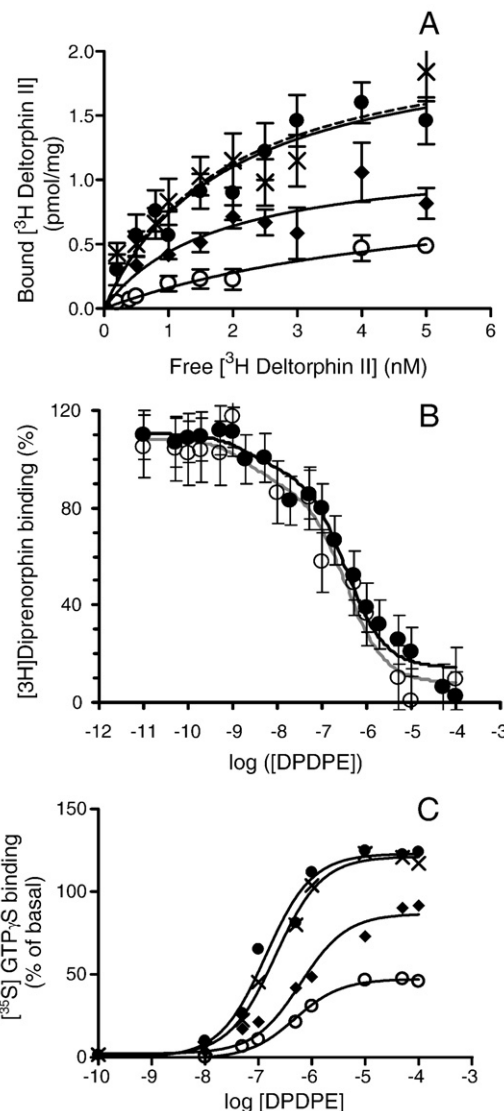 A
Bound [³H Deltorphin II]
(pmol/mg)
2.0
1.5
1.0
0.5
0.0
0 1 2 3 4 5 6
Free [³H Deltorphin II] (nM)
B
[3H]Diprenorphin binding (%)
120
80
40
0
-12 -11 -10 -9 -8 -7 -6 -5 -4 -3
log ([DPDPE])
C
[³⁵S] GTPγS binding
(% of basal)
150
100
50
0
-10 -9 -8 -7 -6 -5 -4 -3
log [DPDPE]